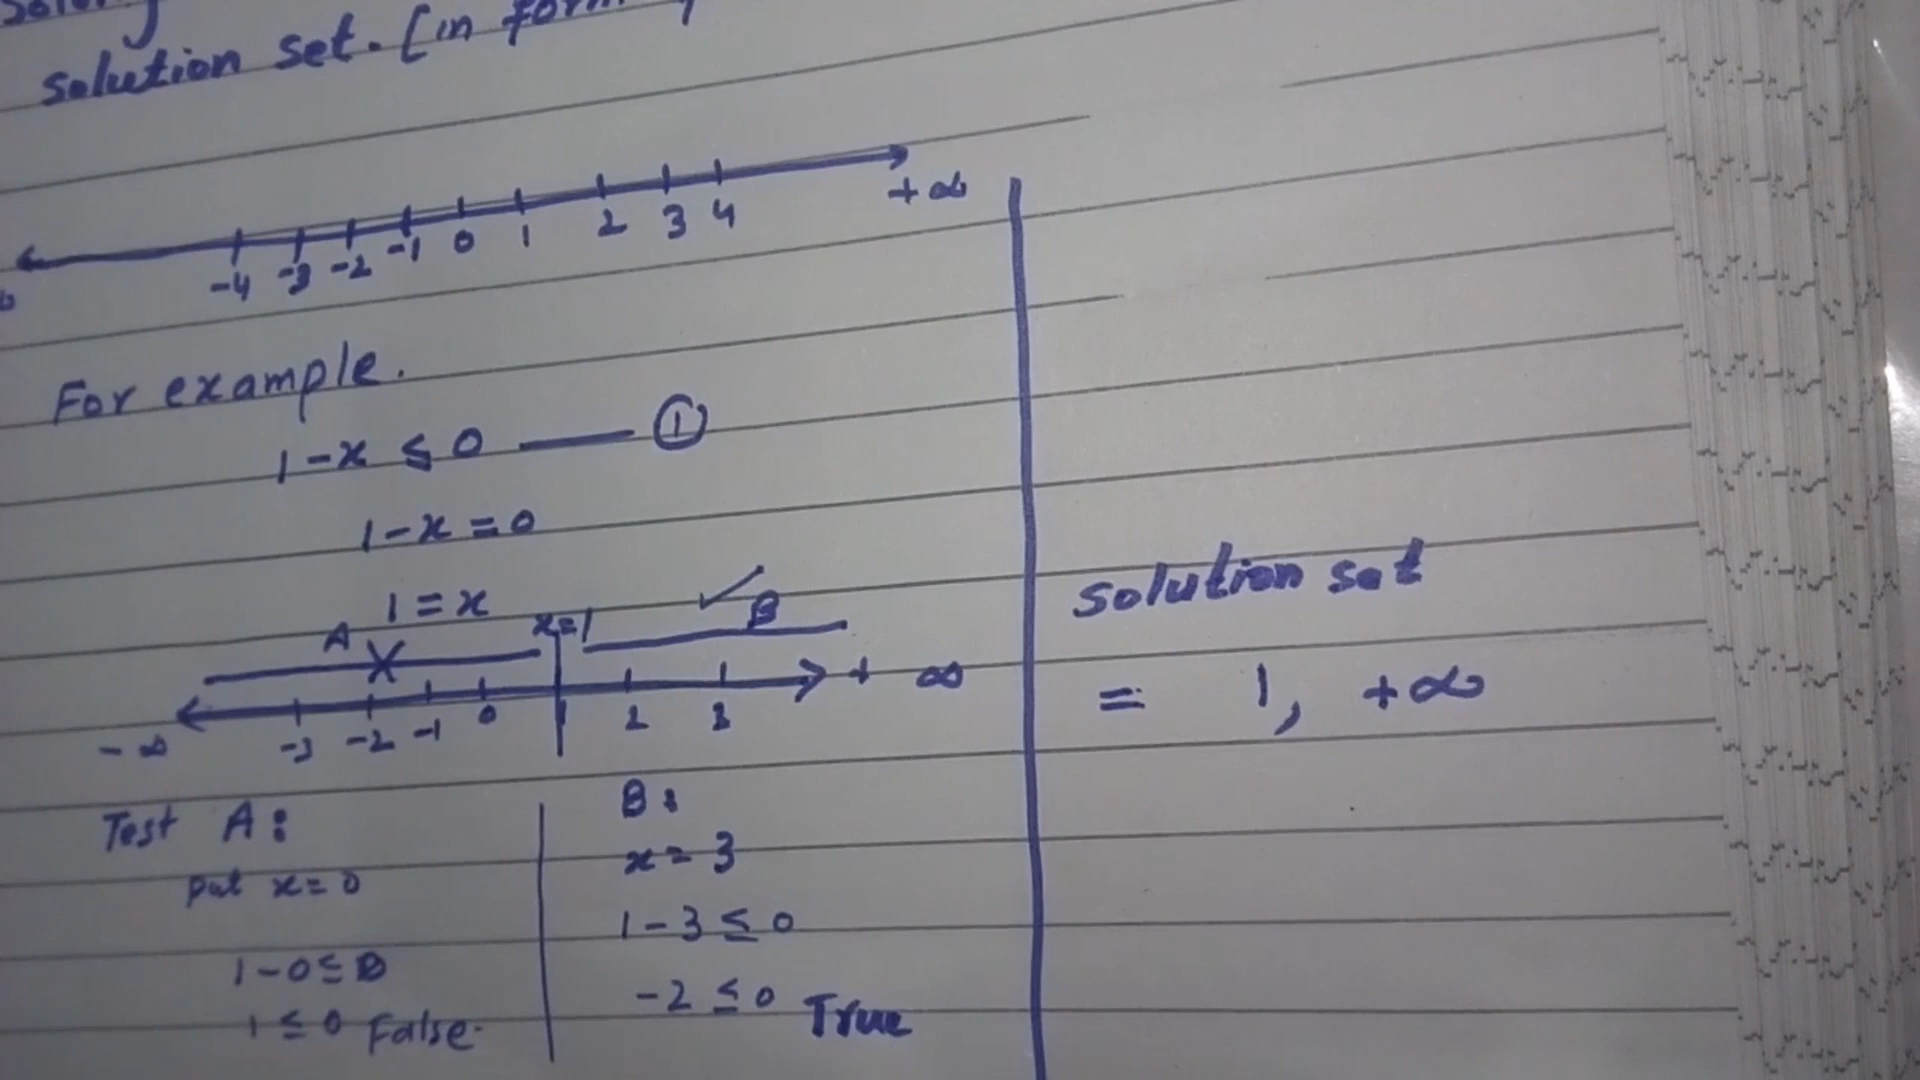 solution set. [in form
+∞
-4 -3 -2 -1 0 1 2 3 4
For example.
1-x ≤ 0 —— ①
1-x = 0
1 = x
A x=1 B
-∞ -3 -2 -1 0 2 3 + ∞
Test A:
put x = 0
1-0 ≤ 0
1 ≤ 0 False.
B:
x = 3
1-3 ≤ 0
-2 ≤ 0 True
solution set
= 1, +∞